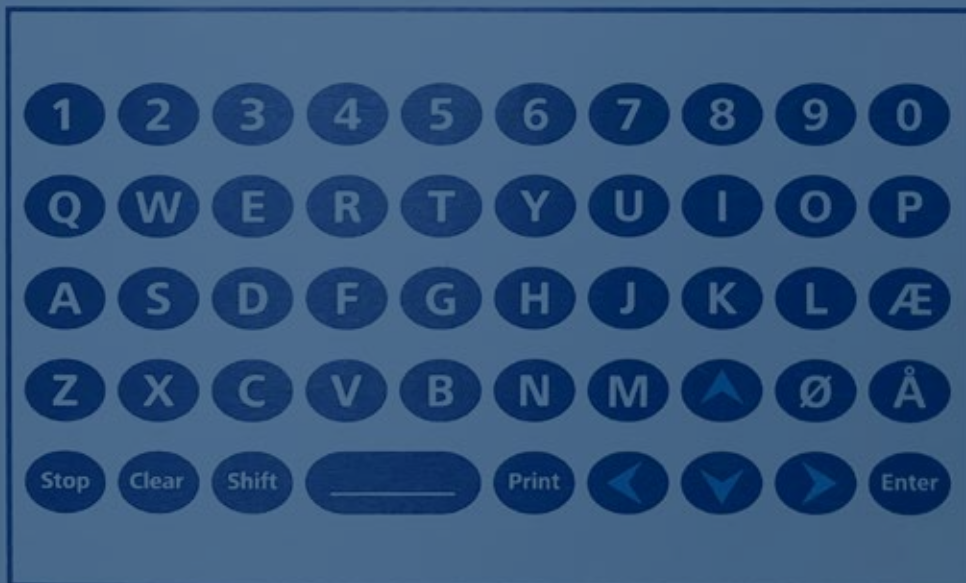 1 2 3 4 5 6 7 8 9 0
Q W E R T Y U I O P
A S D F G H J K L Æ
Z X C V B N M Ø Å
Stop Clear Shift Print Enter